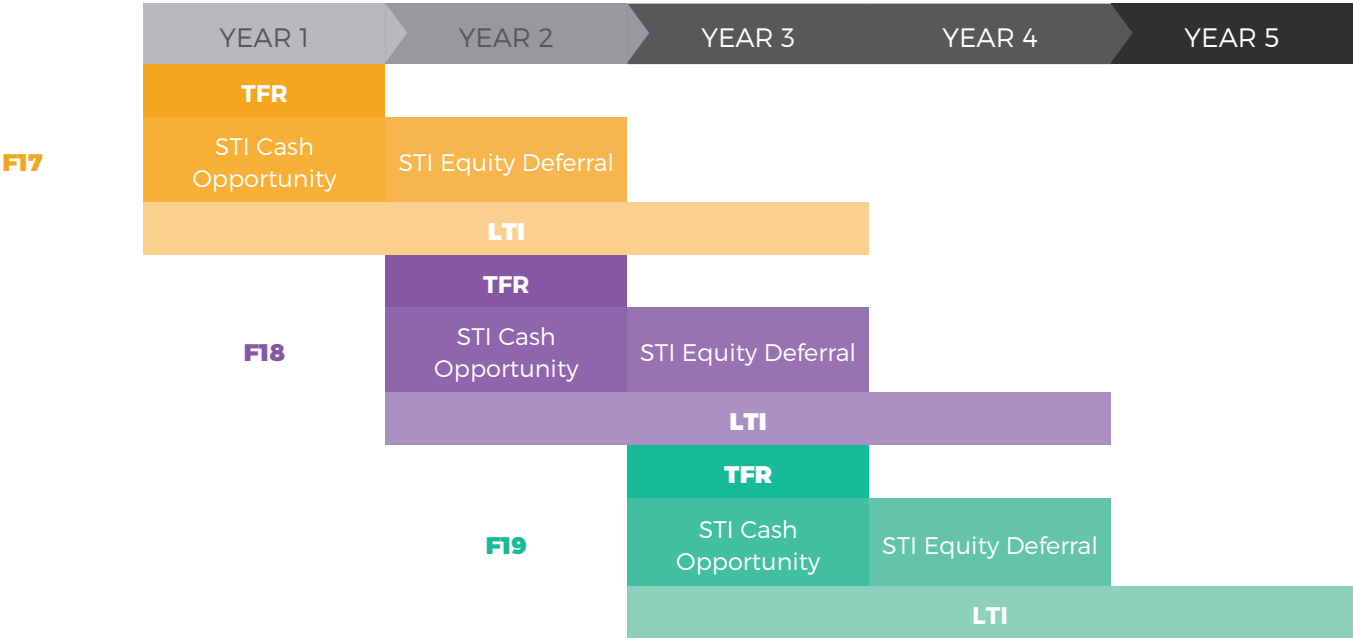 YEAR 1 YEAR 2 YEAR 3 YEAR 4 YEAR 5
TFR
F17
STI Cash
Opportunity
STI Equity Deferral
LTI
TFR
F18
STI Cash
Opportunity
STI Equity Deferral
LTI
TFR
F19
STI Cash
Opportunity
STI Equity Deferral
LTI